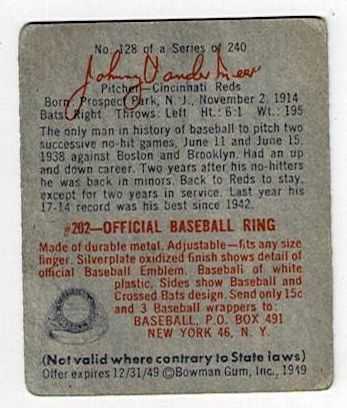 No. 128 of a Series of 240
Johnny Vander Meer
Pitcher—Cincinnati Reds
Born: Prospect Park, N. J., November 2, 1914
Bats: Right Throws: Left Ht.: 6:1 Wt.: 195
The only man in history of baseball to pitch two
successive no-hit games, June 11 and June 15,
1938 against Boston and Brooklyn. Had an up
and down career. Two years after his no-hitters
he was back in minors. Back to Reds to stay,
except for two years in service. Last year his
17-14 record was his best since 1942.
#202—OFFICIAL BASEBALL RING
Made of durable metal. Adjustable—fits any size
finger. Silverplate oxidized finish shows detail of
official Baseball Emblem. Baseball of white
plastic. Sides show Baseball and
Crossed Bats design. Send only 15c
and 3 Baseball wrappers to:
BASEBALL, P.O. BOX 491
NEW YORK 46, N. Y.
(Not valid where contrary to State laws)
Offer expires 12/31/49 ©Bowman Gum, Inc., 1949